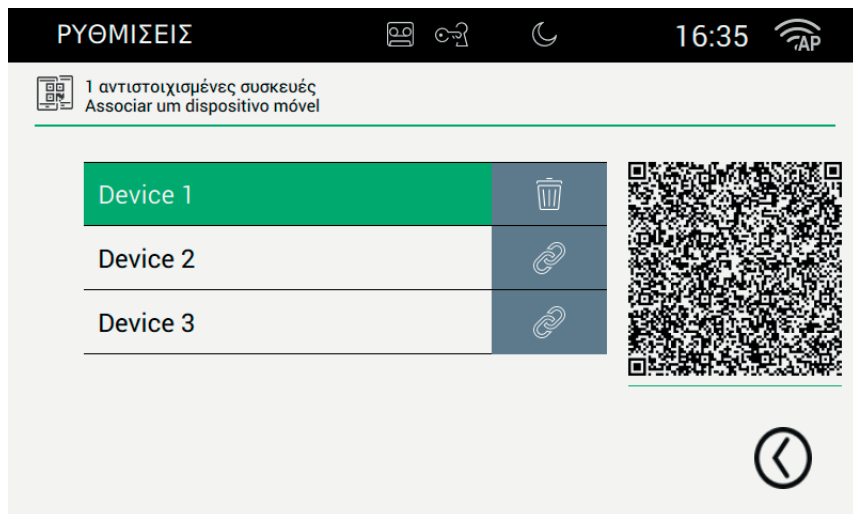 ΡΥΘΜΙΣΕΙΣ 16:35 AP
1 αντιστοιχισμένες συσκευές
Associar um dispositivo móvel
Device 1
Device 2
Device 3